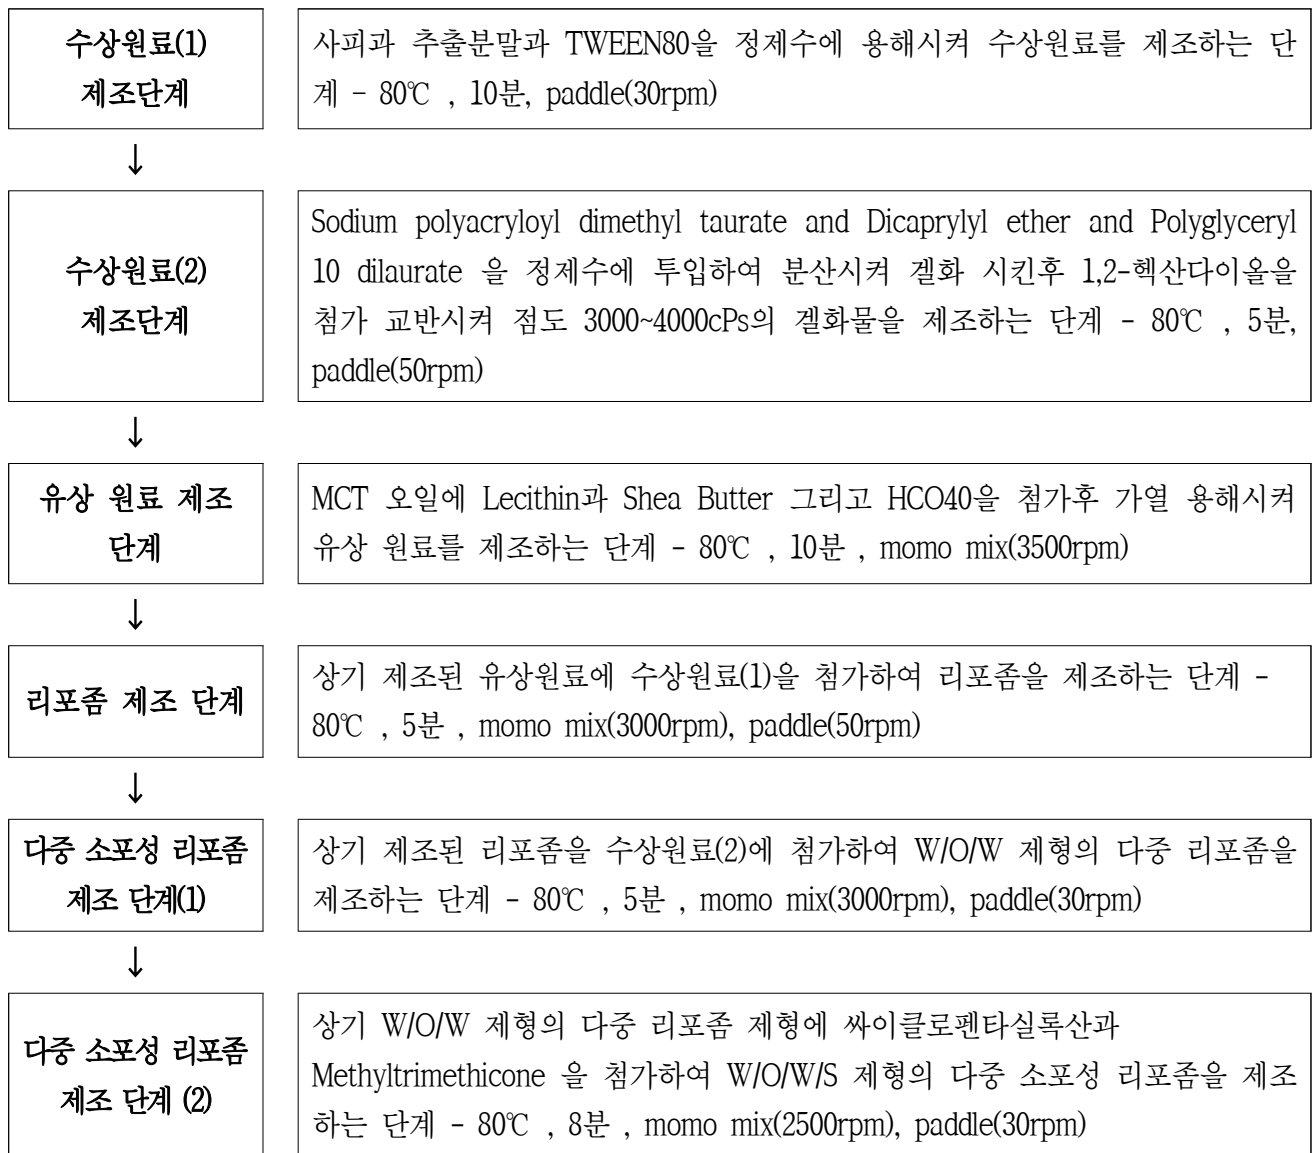 수상원료(1)
제조단계
사피과 추출분말과 TWEEN80을 정제수에 용해시켜 수상원료를 제조하는 단
계 - 80℃ , 10분, paddle(30rpm)
↓
수상원료(2)
제조단계
Sodium polyacryloyl dimethyl taurate and Dicaprylyl ether and Polyglyceryl
10 dilaurate 을 정제수에 투입하여 분산시켜 겔화 시킨후 1,2-헥산다이올을
첨가 교반시켜 점도 3000~4000cPs의 겔화물을 제조하는 단계 - 80℃ , 5분,
paddle(50rpm)
↓
유상 원료 제조
단계
MCT 오일에 Lecithin과 Shea Butter 그리고 HCO40을 첨가후 가열 용해시켜
유상 원료를 제조하는 단계 - 80℃ , 10분 , momo mix(3500rpm)
↓
리포좀 제조 단계
상기 제조된 유상원료에 수상원료(1)을 첨가하여 리포좀을 제조하는 단계 -
80℃ , 5분 , momo mix(3000rpm), paddle(50rpm)
↓
다중 소포성 리포좀
제조 단계(1)
상기 제조된 리포좀을 수상원료(2)에 첨가하여 W/O/W 제형의 다중 리포좀을
제조하는 단계 - 80℃ , 5분 , momo mix(3000rpm), paddle(30rpm)
↓
다중 소포성 리포좀
제조 단계 (2)
상기 W/O/W 제형의 다중 리포좀 제형에 싸이클로펜타실록산과
Methyltrimethicone 을 첨가하여 W/O/W/S 제형의 다중 소포성 리포좀을 제조
하는 단계 - 80℃ , 8분 , momo mix(2500rpm), paddle(30rpm)